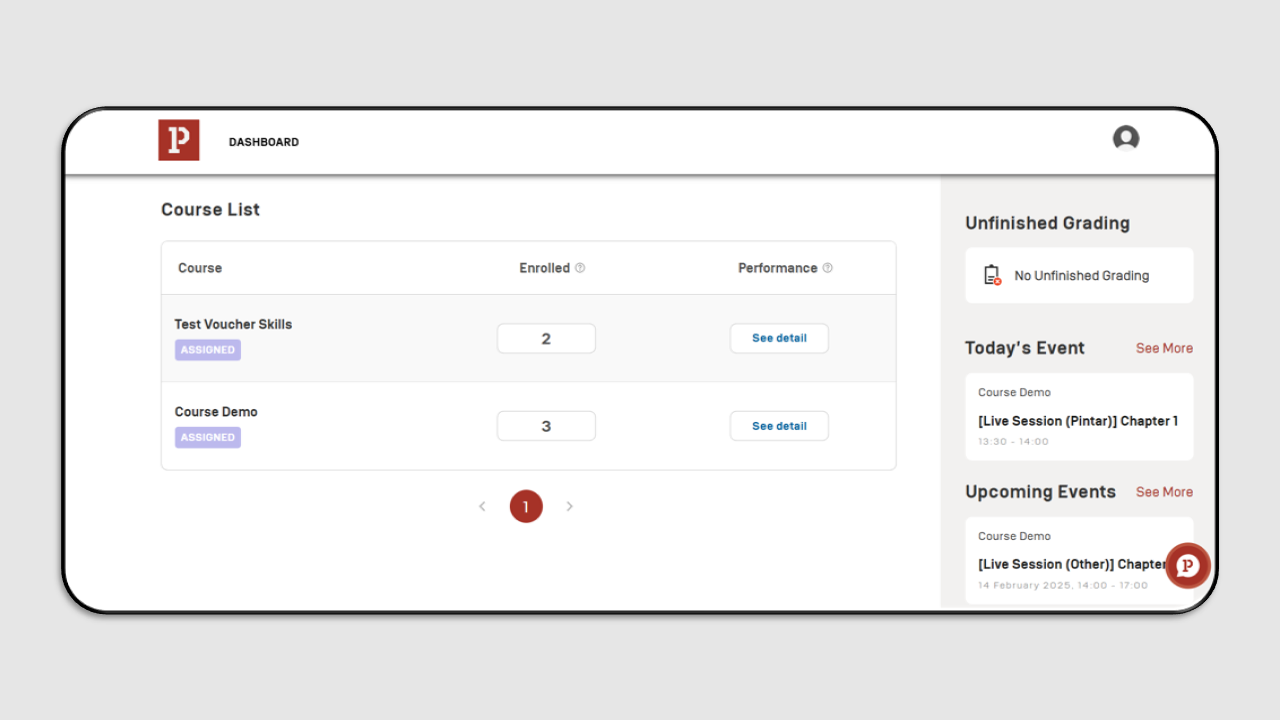 P
DASHBOARD
Course List
Course Enrolled Performance
Test Voucher Skills
ASSIGNED
2
See detail
Course Demo
ASSIGNED
3
See detail
1
Unfinished Grading
No Unfinished Grading
Today's Event See More
Course Demo
[Live Session (Pintar)] Chapter 1
13:30 - 14:00
Upcoming Events See More
Course Demo
[Live Session (Other)] Chapter
14 February 2025, 14:00 - 17:00
P